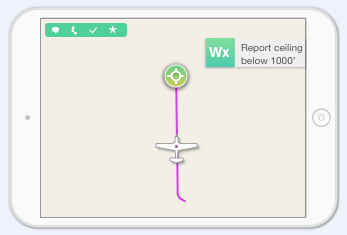 Wx
Report ceiling
below 1000'